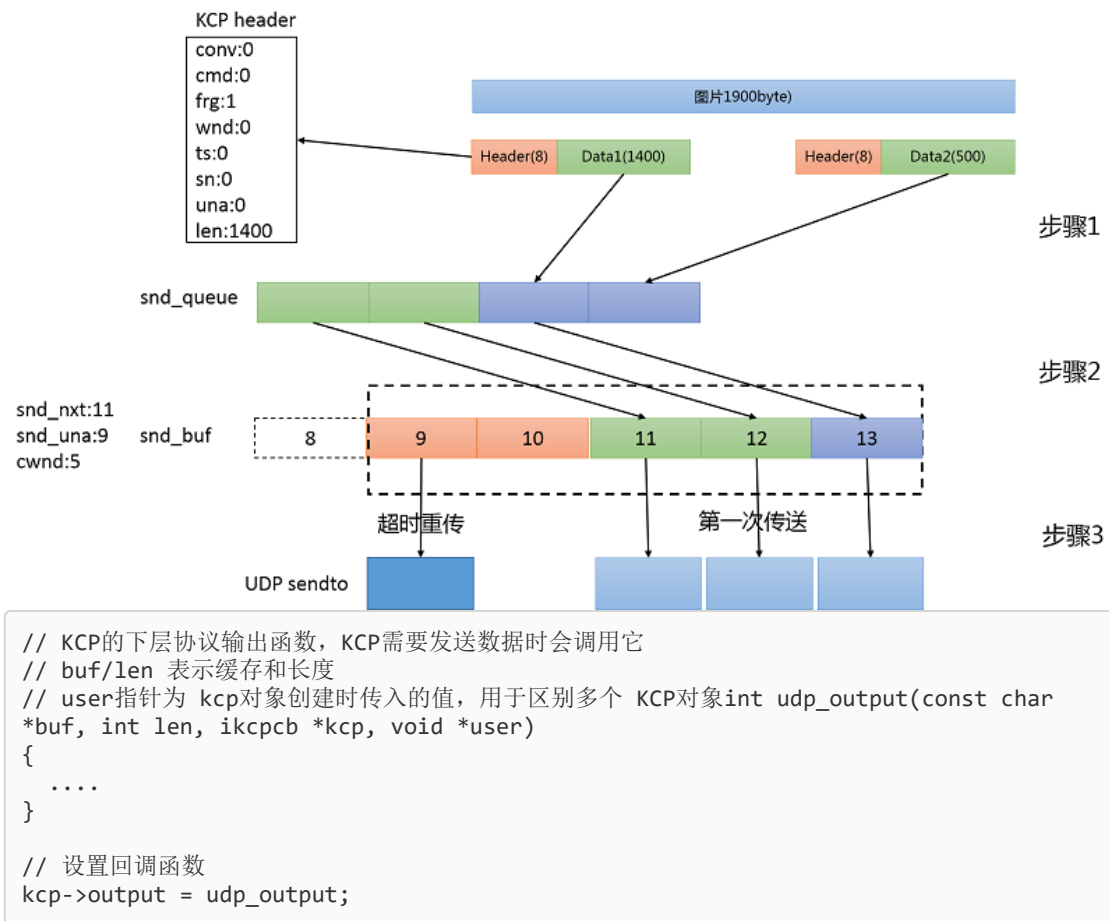 KCP header
conv:0
cmd:0
frg:1
wnd:0
ts:0
sn:0
una:0
len:1400
图片1900byte)
Header(8) Data1(1400) Header(8) Data2(500)
步骤1
snd_queue
步骤2
snd_nxt:11
snd_una:9
cwnd:5
snd_buf 8 9 10 11 12 13
超时重传 第一次传送
步骤3
UDP sendto
// KCP的下层协议输出函数，KCP需要发送数据时会调用它
// buf/len 表示缓存和长度
// user指针为 kcp对象创建时传入的值，用于区别多个 KCP对象int udp_output(const char
*buf, int len, ikcpcb *kcp, void *user)
{
  ....
}
// 设置回调函数
kcp->output = udp_output;